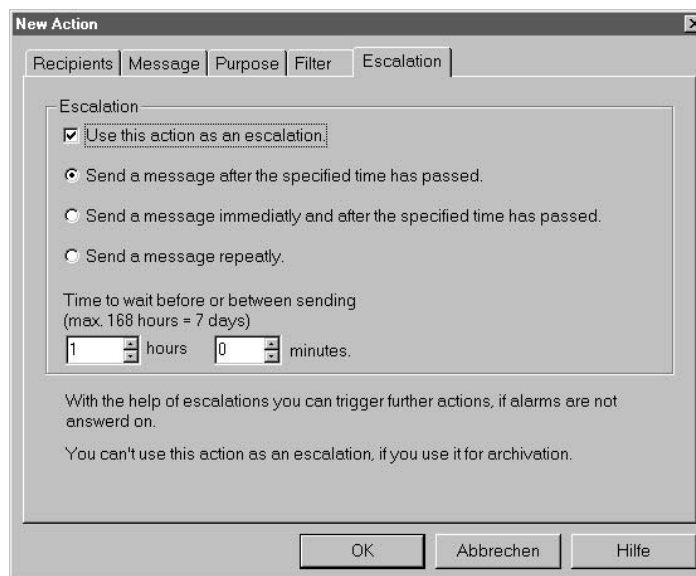 New Action
Recipients Message Purpose Filter Escalation
Escalation
Use this action as an escalation.
Send a message after the specified time has passed.
Send a message immediatly and after the specified time has passed.
Send a message repeatly.
Time to wait before or between sending
(max. 168 hours = 7 days)
1 hours 0 minutes.
With the help of escalations you can trigger further actions, if alarms are not
answerd on.
You can't use this action as an escalation, if you use it for archivation.
OK Abbrechen Hilfe